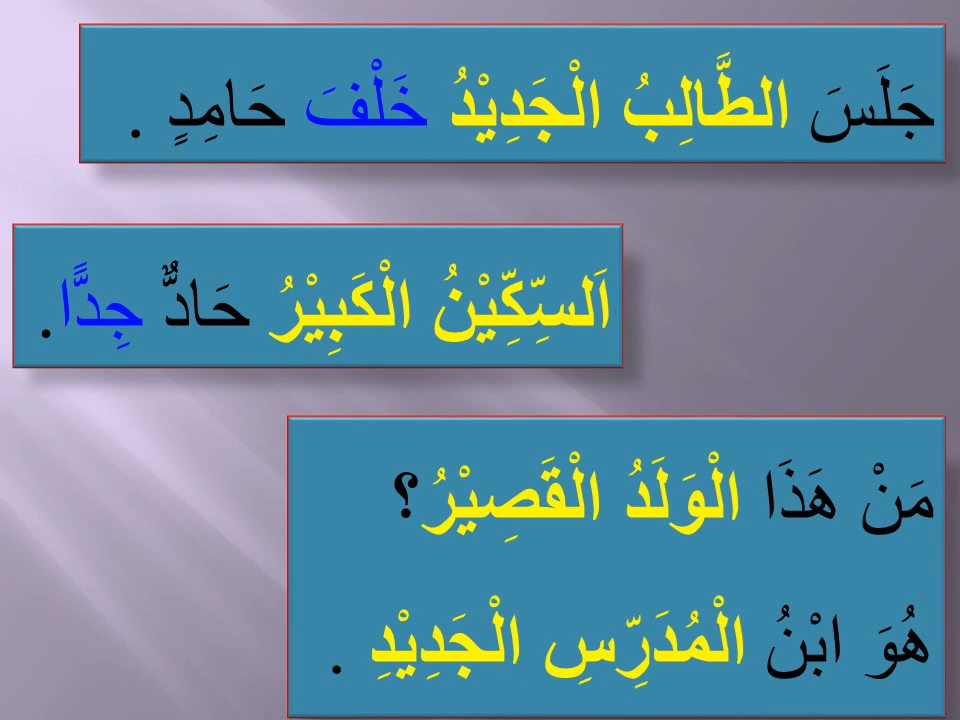 جَلَسَ الطَّالِبُ الْجَدِيْدُ خَلْفَ حَامِدٍ .
اَلسِّكِّيْنُ الْكَبِيْرُ حَادٌّ جِدًّا.
مَنْ هَذَا الْوَلَدُ الْقَصِيْرُ؟
هُوَ ابْنُ الْمُدَرِّسِ الْجَدِيْدِ .